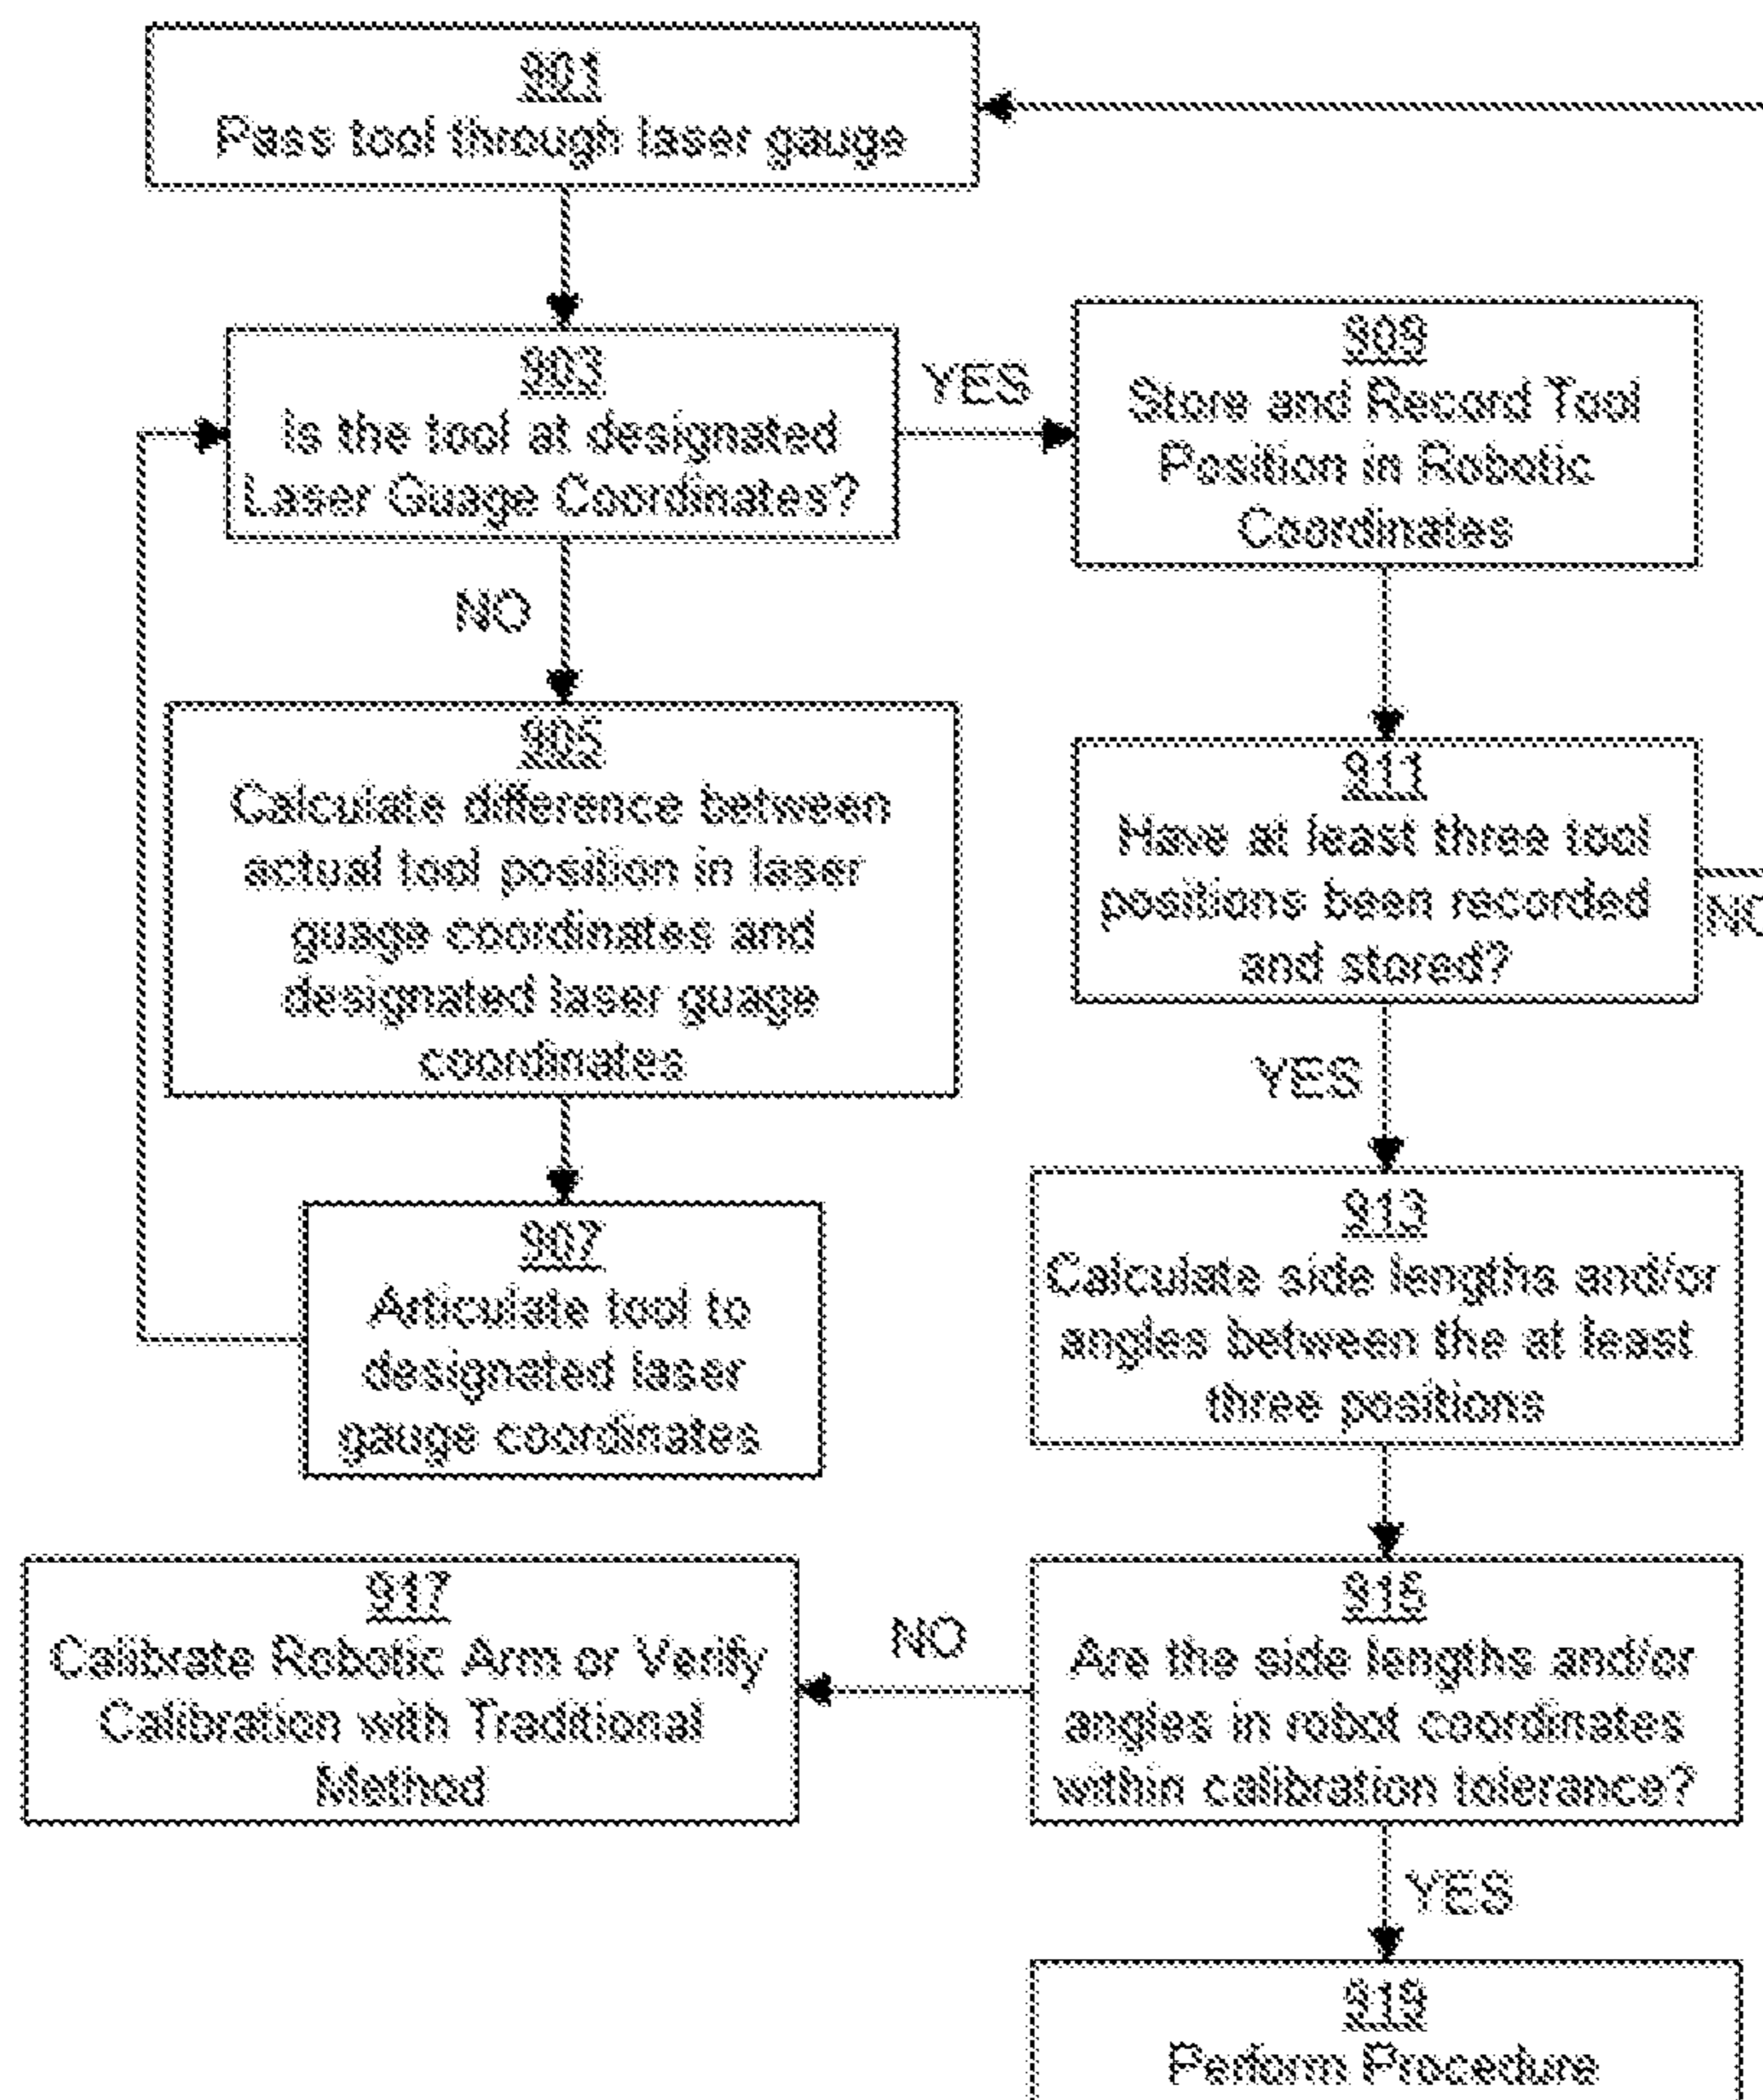 901
Pass tool through laser gauge
903
Is the tool at designated
Laser Guage Coordinates?
YES
909
Store and Record Tool
Position in Robotic
Coordinates
NO
905
Calculate difference between
actual tool position in laser
guage coordinates and
designated laser guage
coordinates
911
Have at least three tool
positions been recorded
and stored?
NO
YES
907
Articulate tool to
designated laser
gauge coordinates
913
Calculate side lengths and/or
angles between the at least
three positions
917
Calibrate Robotic Arm or Verify
Calibration with Traditional
Method
NO
915
Are the side lengths and/or
angles in robot coordinates
within calibration tolerance?
YES
919
Perform Procedure